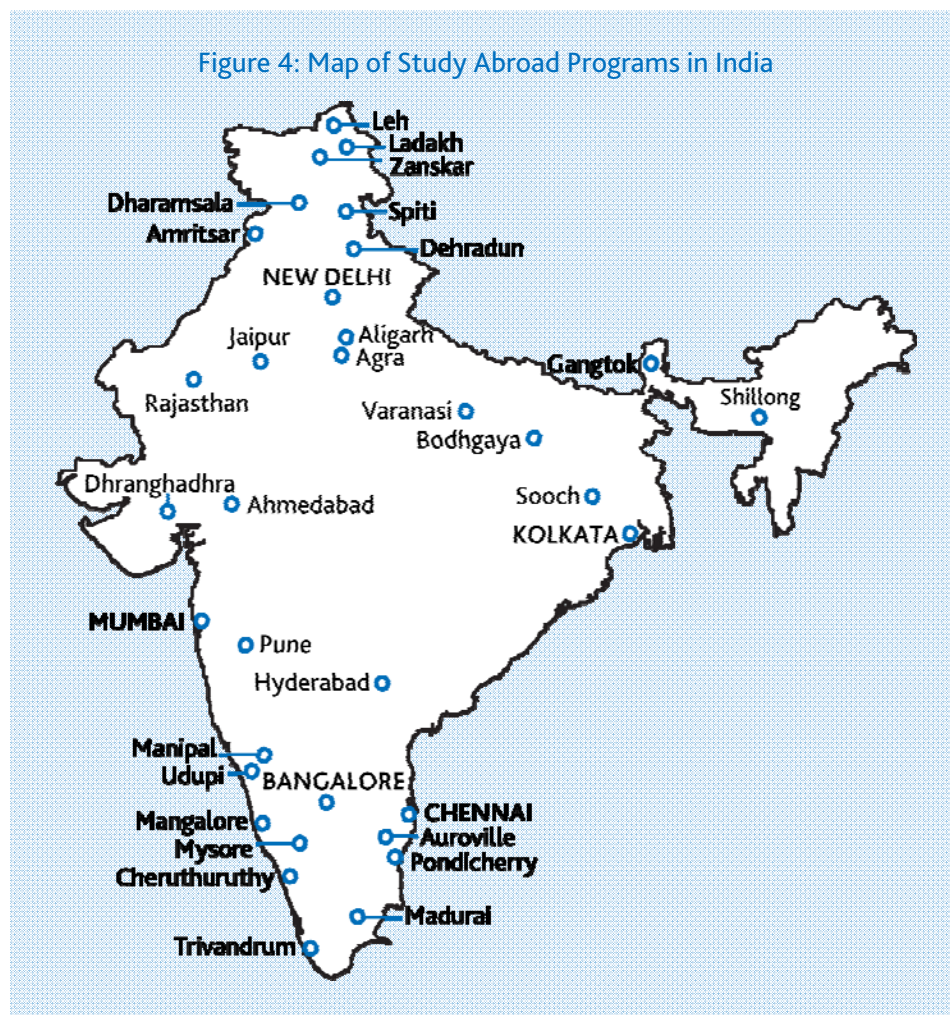 Figure 4: Map of Study Abroad Programs in India
Leh
Ladakh
Zanskar
Dharamsala
Spiti
Amritsar
Dehradun
NEW DELHI
Jaipur
Aligarh
Agra
Gangtok
Rajasthan
Varanasi
Shillong
Bodhgaya
Dhranghadhra
Ahmedabad
Sooch
KOLKATA
MUMBAI
Pune
Hyderabad
Manipal
Udupi
BANGALORE
CHENNAI
Mangalore
Auroville
Mysore
Pondicherry
Cheruthuruthy
Madurai
Trivandrum